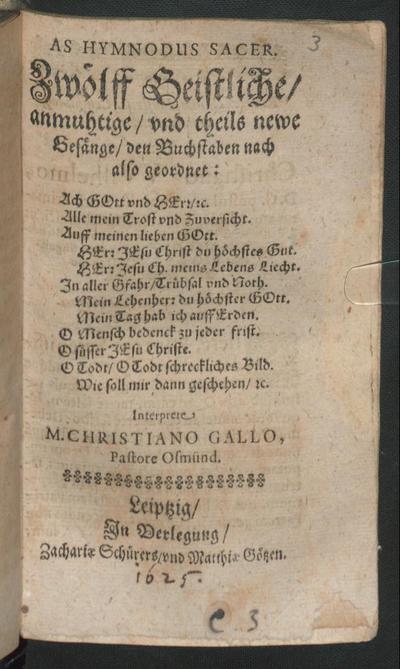 3
AS HYMNODUS SACER.
Zwölff Geistliche/
anmuhtige/ vnd theils newe
Gesänge/ den Buchstaben nach
also geordnet:
Ach GOtt vnd HErr/ꝛc.
Alle mein Trost vnd Zuversicht.
Auff meinen lieben GOtt.
HErr JEsu Christ du höchstes Gut.
HErr Jesu Ch. meins Lebens Liecht.
In aller Gfahr/Trübsal vnd Noth.
Mein Lehenherr du höchster GOtt.
Mein Tag hab ich auff Erden.
O Mensch bedenck zu jeder frist.
O süsser JEsu Christe.
O Todt/ O Todt schreckliches Bild.
Wie soll mir dann geschehen/ ꝛc.
Interprete,
M. CHRISTIANO GALLO,
Pastore Osmünd.
Leiptzig/
In Verlegung/
Zachariæ Schürers/vnd Matthiæ Götzen.
1625.
C 3